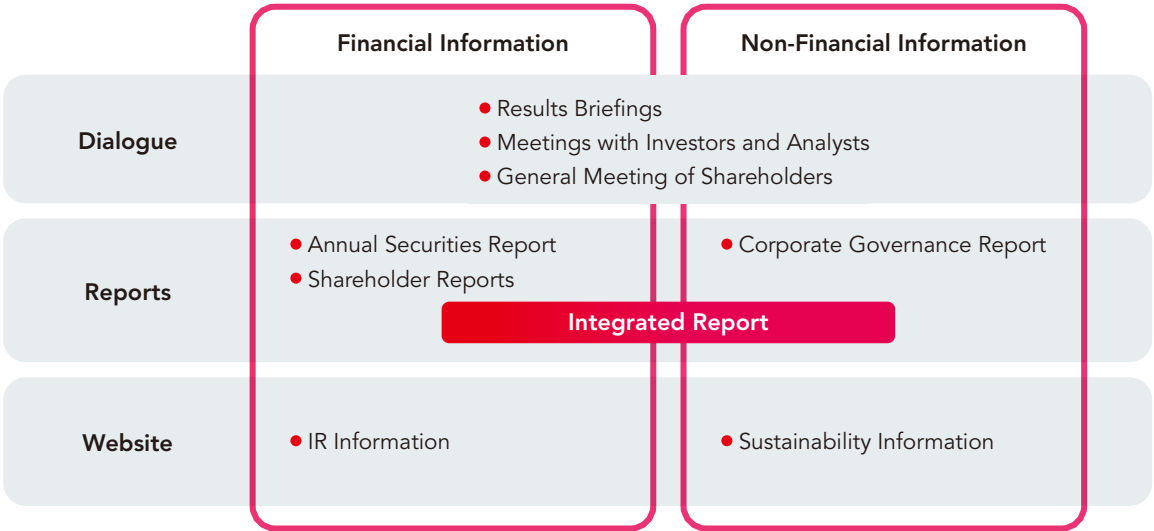 Financial Information
Non-Financial Information
Dialogue
● Results Briefings
● Meetings with Investors and Analysts
● General Meeting of Shareholders
Reports
● Annual Securities Report
● Shareholder Reports
● Corporate Governance Report
Integrated Report
Website
● IR Information
● Sustainability Information